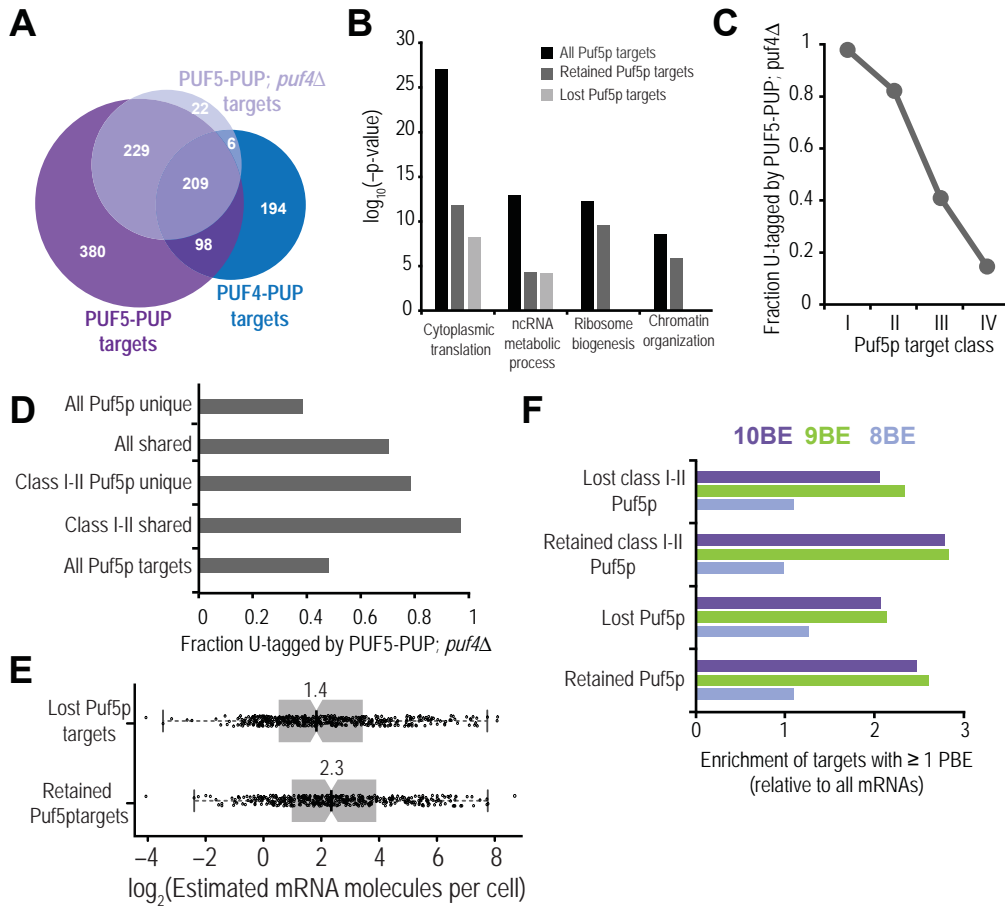 A
PUF5-PUP; puf4Δ
targets
22
229
6
209
194
380
98
PUF5-PUP
targets
PUF4-PUP
targets
B
30
25
20
15
10
5
0
log10(–p-value)
All Puf5p targets
Retained Puf5p targets
Lost Puf5p targets
Cytoplasmic
translation
ncRNA
metabolic
process
Ribosome
biogenesis
Chromatin
organization
C
1
0.8
0.6
0.4
0.2
0
Fraction U-tagged by PUF5-PUP; puf4Δ
I II III IV
Puf5p target class
D
All Puf5p unique
All shared
Class I-II Puf5p unique
Class I-II shared
All Puf5p targets
0 0.2 0.4 0.6 0.8 1
Fraction U-tagged by PUF5-PUP; puf4Δ
E
1.4
Lost Puf5p
targets
2.3
Retained
Puf5ptargets
–4 –2 0 2 4 6 8
log2(Estimated mRNA molecules per cell)
F
10BE 9BE 8BE
Lost class I-II
Puf5p
Retained class I-II
Puf5p
Lost Puf5p
Retained Puf5p
0 1 2 3
Enrichment of targets with ≥ 1 PBE
(relative to all mRNAs)